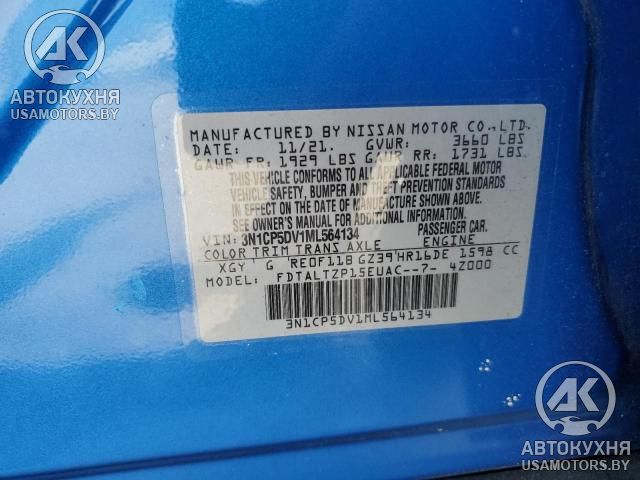 AK
АВТОКУХНЯ
USAMOTORS.BY
MANUFACTURED BY NISSAN MOTOR CO., LTD.
DATE: 11/21. GVWR: 3660 LBS
GAWR FR: 1929 LBS GAWR RR: 1731 LBS
THIS VEHICLE CONFORMS TO ALL APPLICABLE FEDERAL MOTOR
VEHICLE SAFETY, BUMPER AND THEFT PREVENTION STANDARDS
IN EFFECT ON THE DATE OF MANUFACTURE SHOWN ABOVE.
SEE OWNER'S MANUAL FOR ADDITIONAL INFORMATION.
VIN: 3N1CP5DV1ML564134 PASSENGER CAR.
COLOR TRIM TRANS AXLE ENGINE
XGY G RE0F11B GZ39 HR16DE 1598 CC
MODEL: FDTALTZP15EUAC--7- 4Z000
3N1CP5DV1ML564134
AK
АВТОКУХНЯ
USAMOTORS.BY